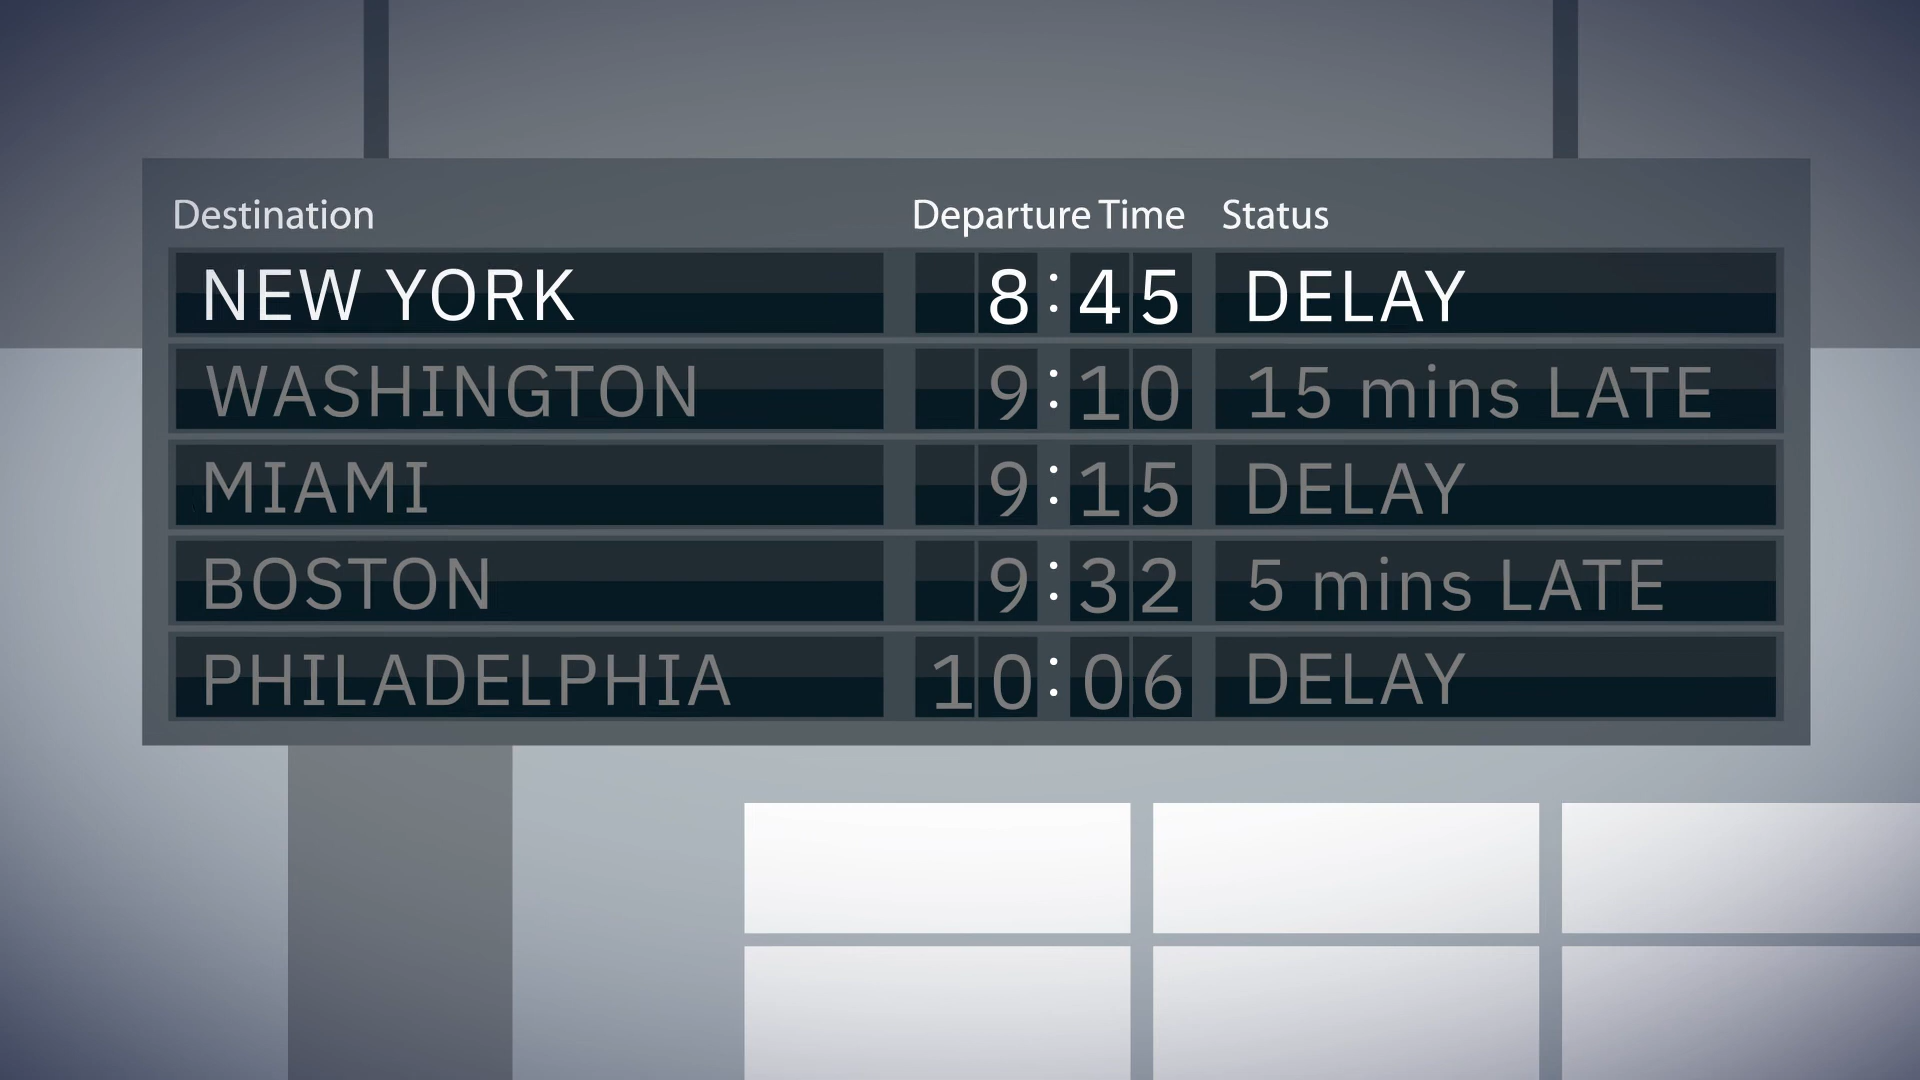 Destination Departure Time Status
NEW YORK 8:45 DELAY
WASHINGTON 9:10 15 mins LATE
MIAMI 9:15 DELAY
BOSTON 9:32 5 mins LATE
PHILADELPHIA 10:06 DELAY